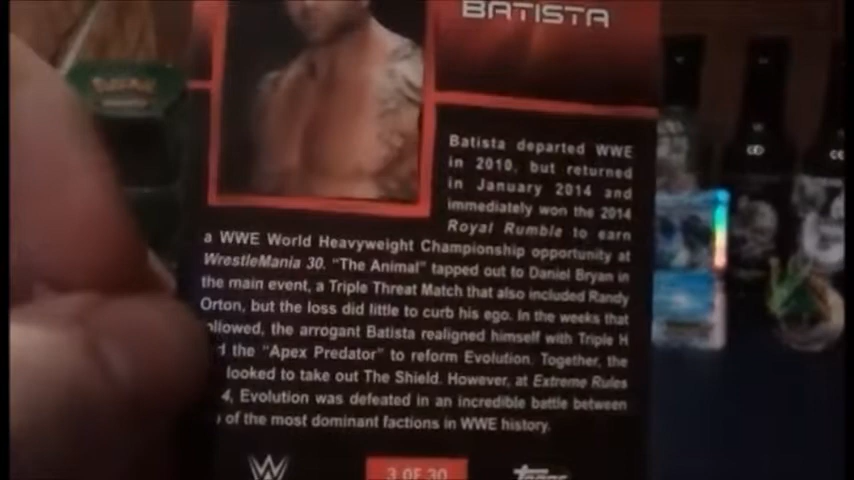 BATISTA
Batista departed WWE
in 2010, but returned
in January 2014 and
immediately won the 2014
Royal Rumble to earn
a WWE World Heavyweight Championship opportunity at
WrestleMania 30. "The Animal" tapped out to Daniel Bryan in
the main event, a Triple Threat Match that also included Randy
Orton, but the loss did little to curb his ego. In the weeks that
ollowed, the arrogant Batista realigned himself with Triple H
the "Apex Predator" to reform Evolution. Together, the
looked to take out The Shield. However, at Extreme Rules
4, Evolution was defeated in an incredible battle between
of the most dominant factions in WWE history.
W
3 OF 30
Topps